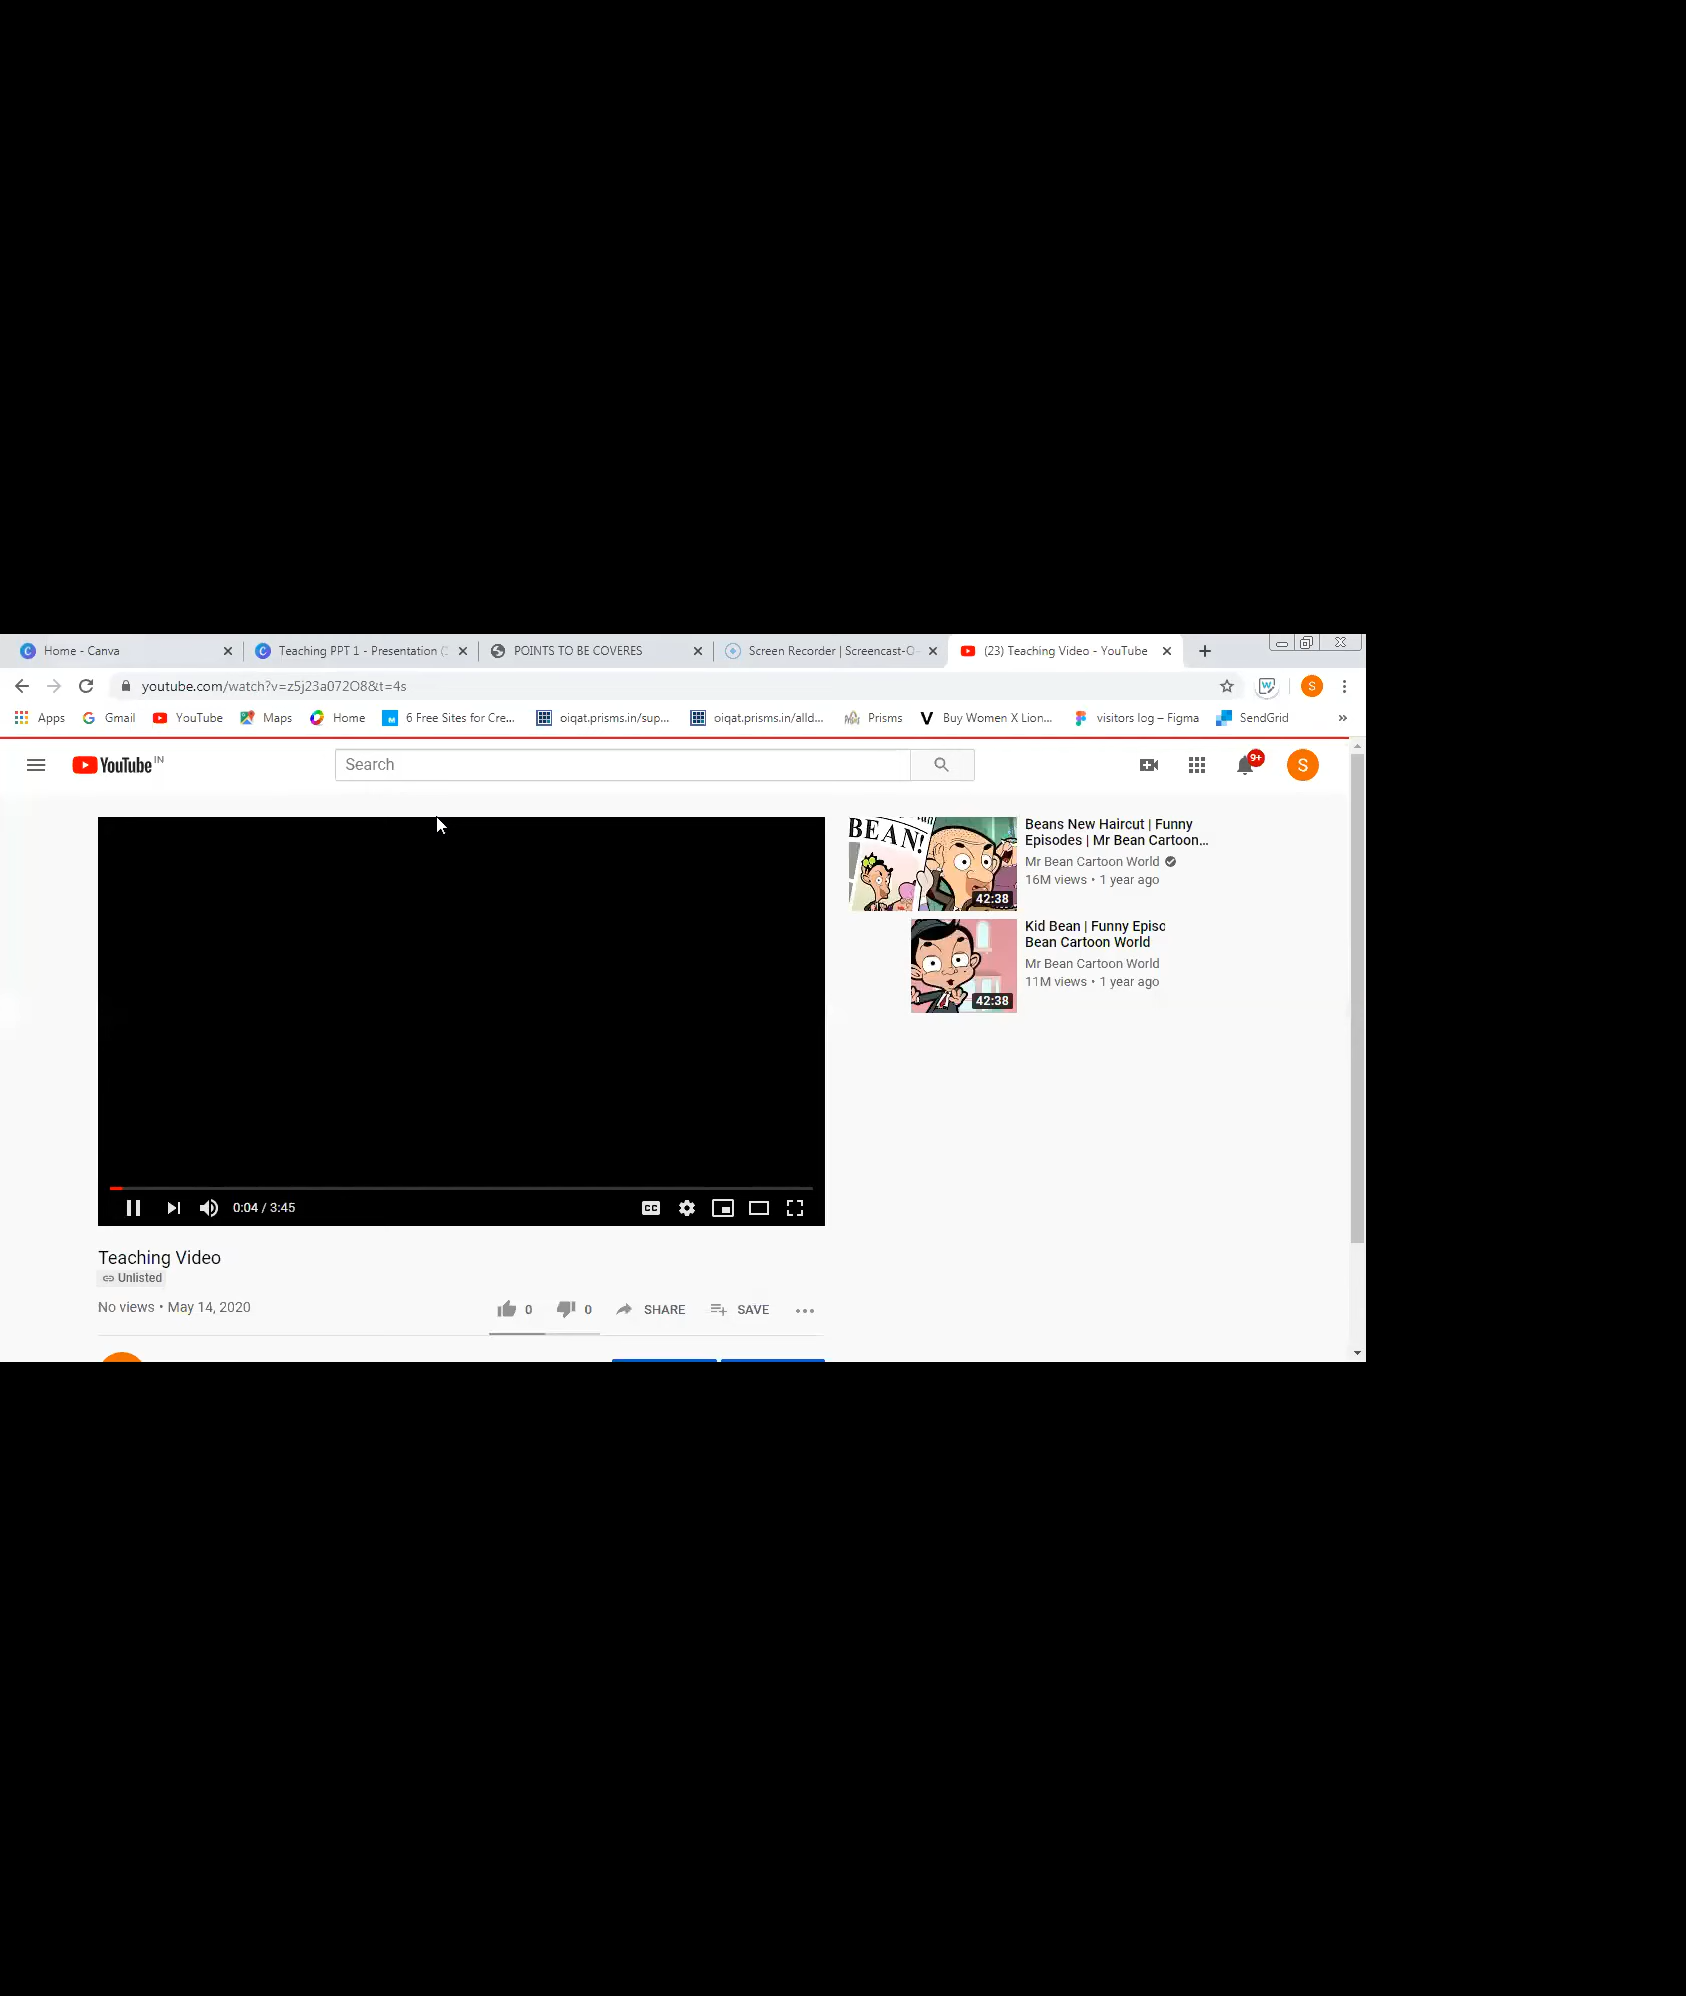 Home - Canva
Teaching PPT 1 - Presentation (
POINTS TO BE COVERES
Screen Recorder | Screencast-O-
(23) Teaching Video - YouTube
youtube.com/watch?v=z5j23a072O8&t=4s
Apps
Gmail
YouTube
Maps
Home
6 Free Sites for Cre...
oiqat.prisms.in/sup...
oiqat.prisms.in/alld...
Prisms
Buy Women X Lion...
visitors log – Figma
SendGrid
»
YouTube IN
Search
9+
S
BEAN!
42:38
Beans New Haircut | Funny
Episodes | Mr Bean Cartoon...
Mr Bean Cartoon World
16M views • 1 year ago
42:38
Kid Bean | Funny Episo
Bean Cartoon World
Mr Bean Cartoon World
11M views • 1 year ago
0:04 / 3:45
CC
Teaching Video
Unlisted
No views • May 14, 2020
0
0
SHARE
SAVE